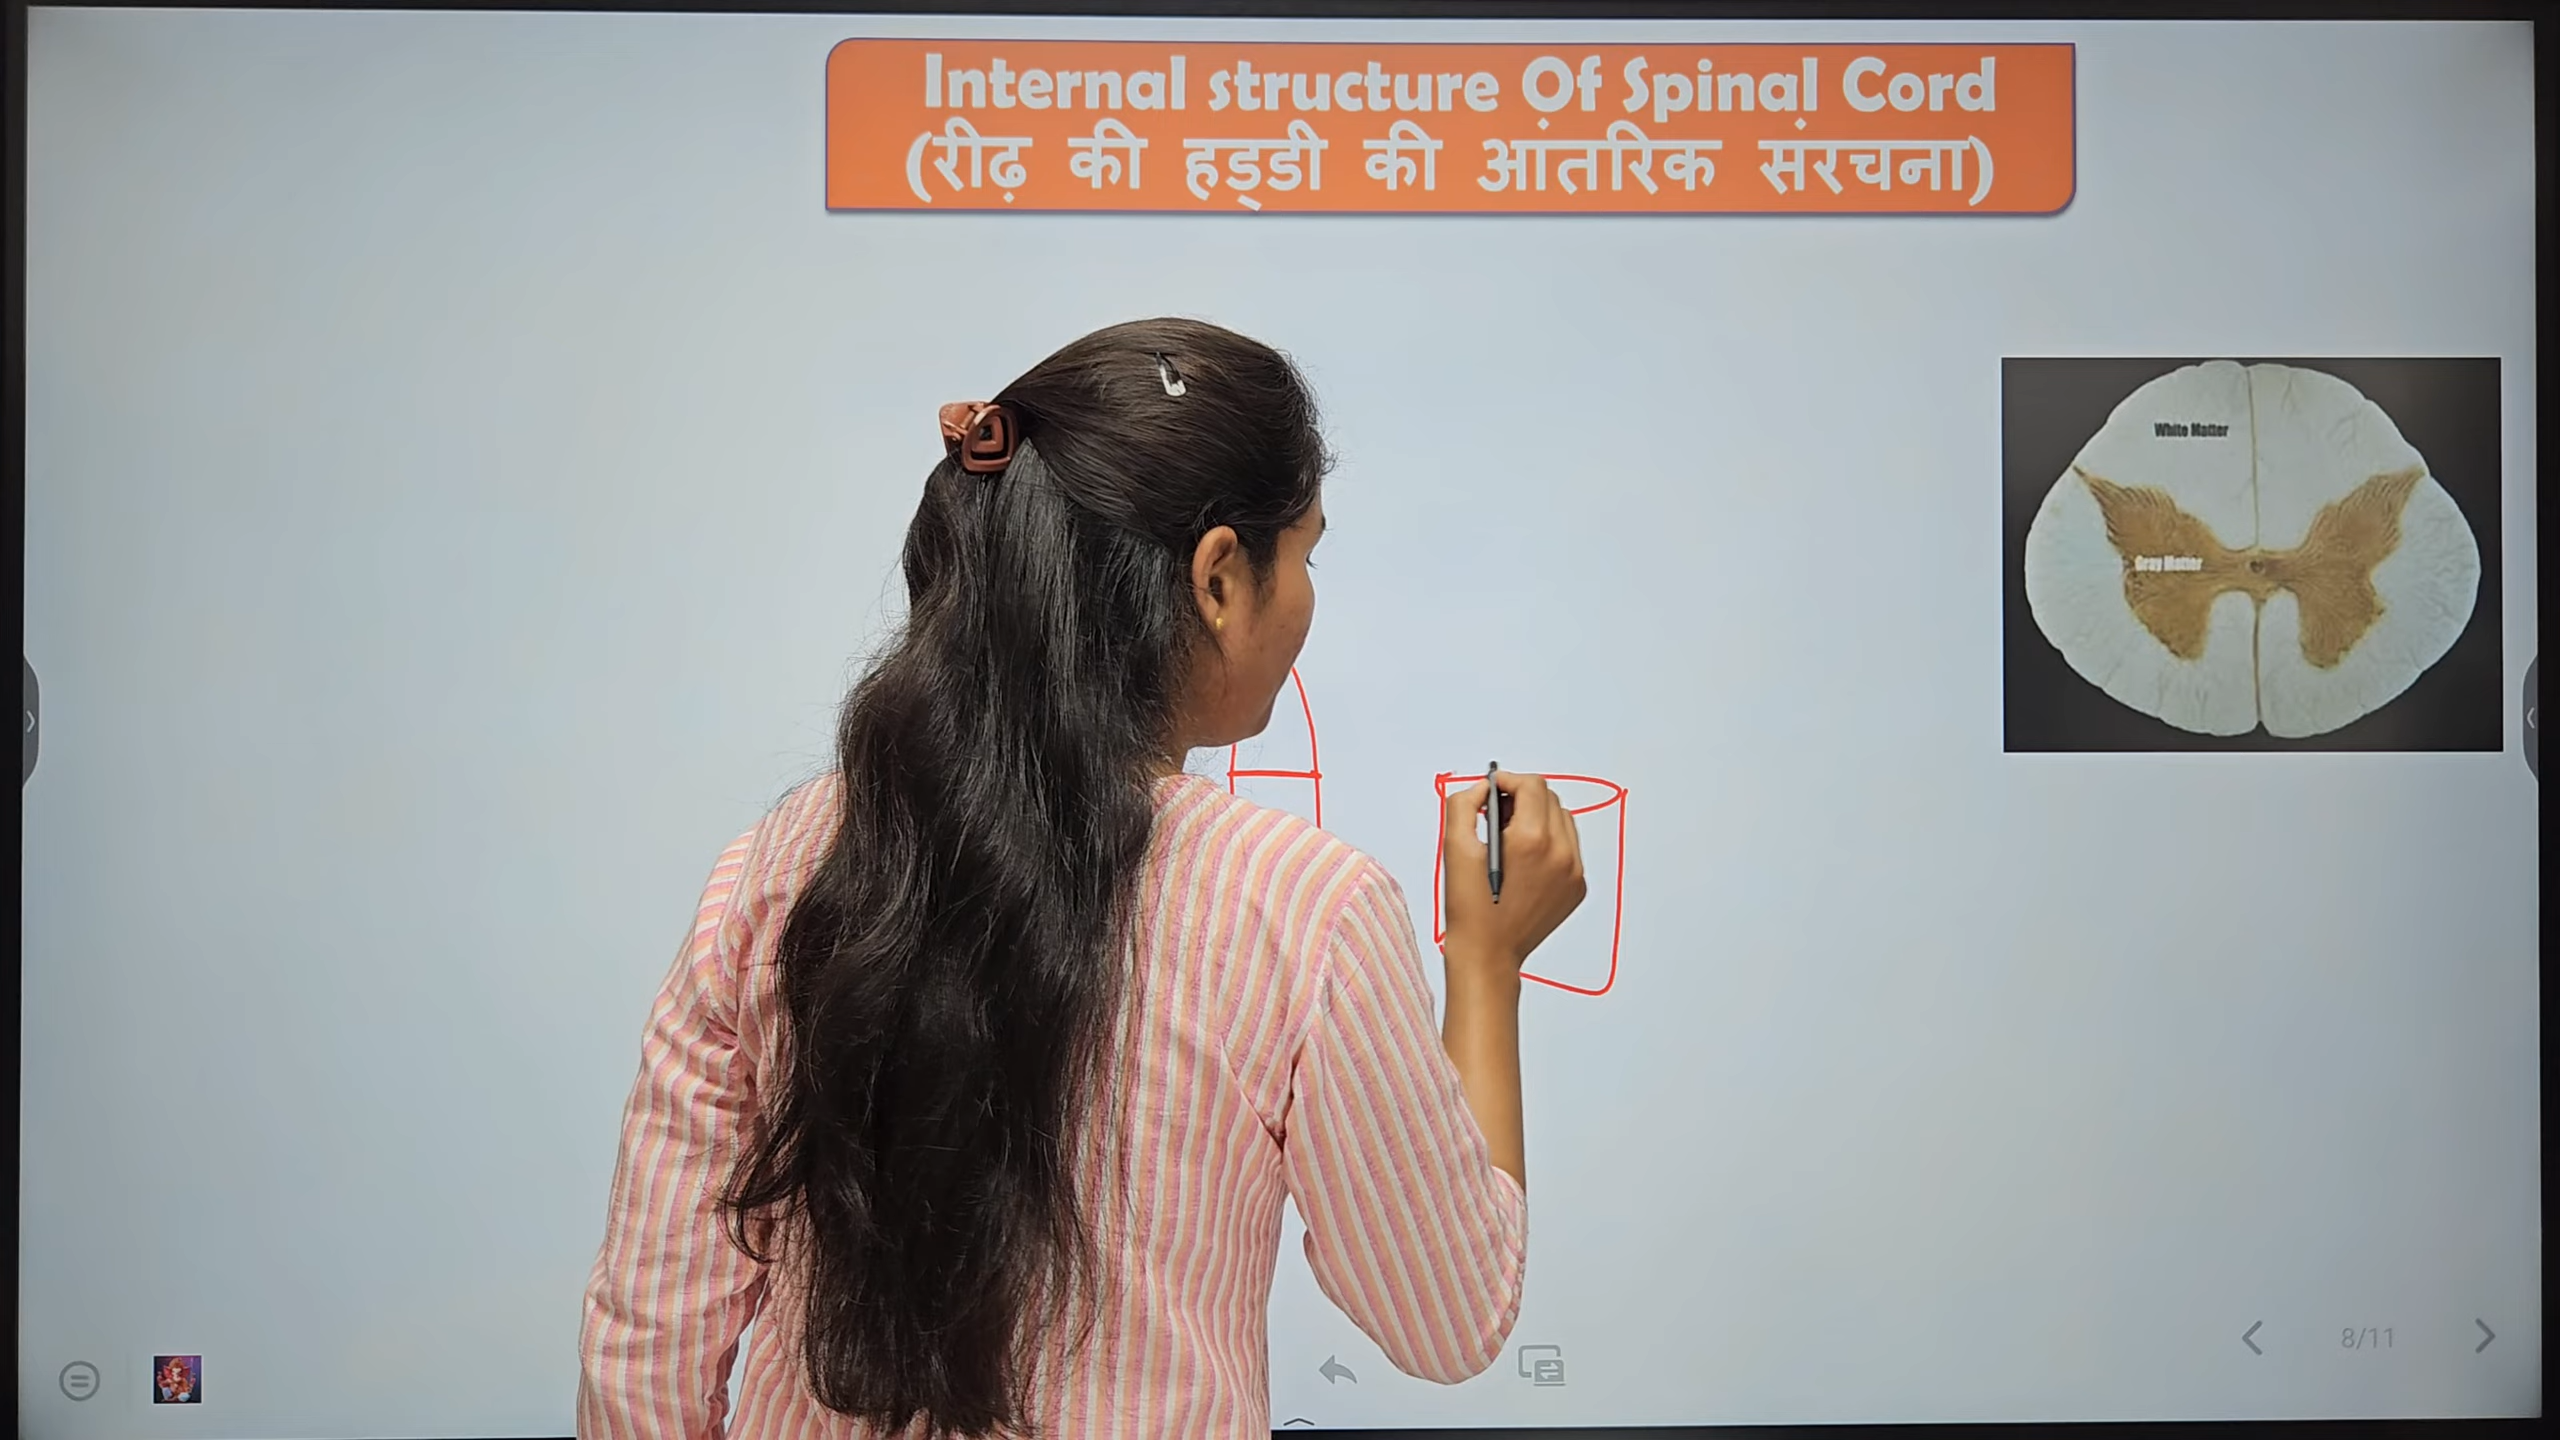 Internal structure Of Spinal Cord
(रीढ़ की हड्डी की आंतरिक संरचना)
White Matter
Gray Matter
8/11